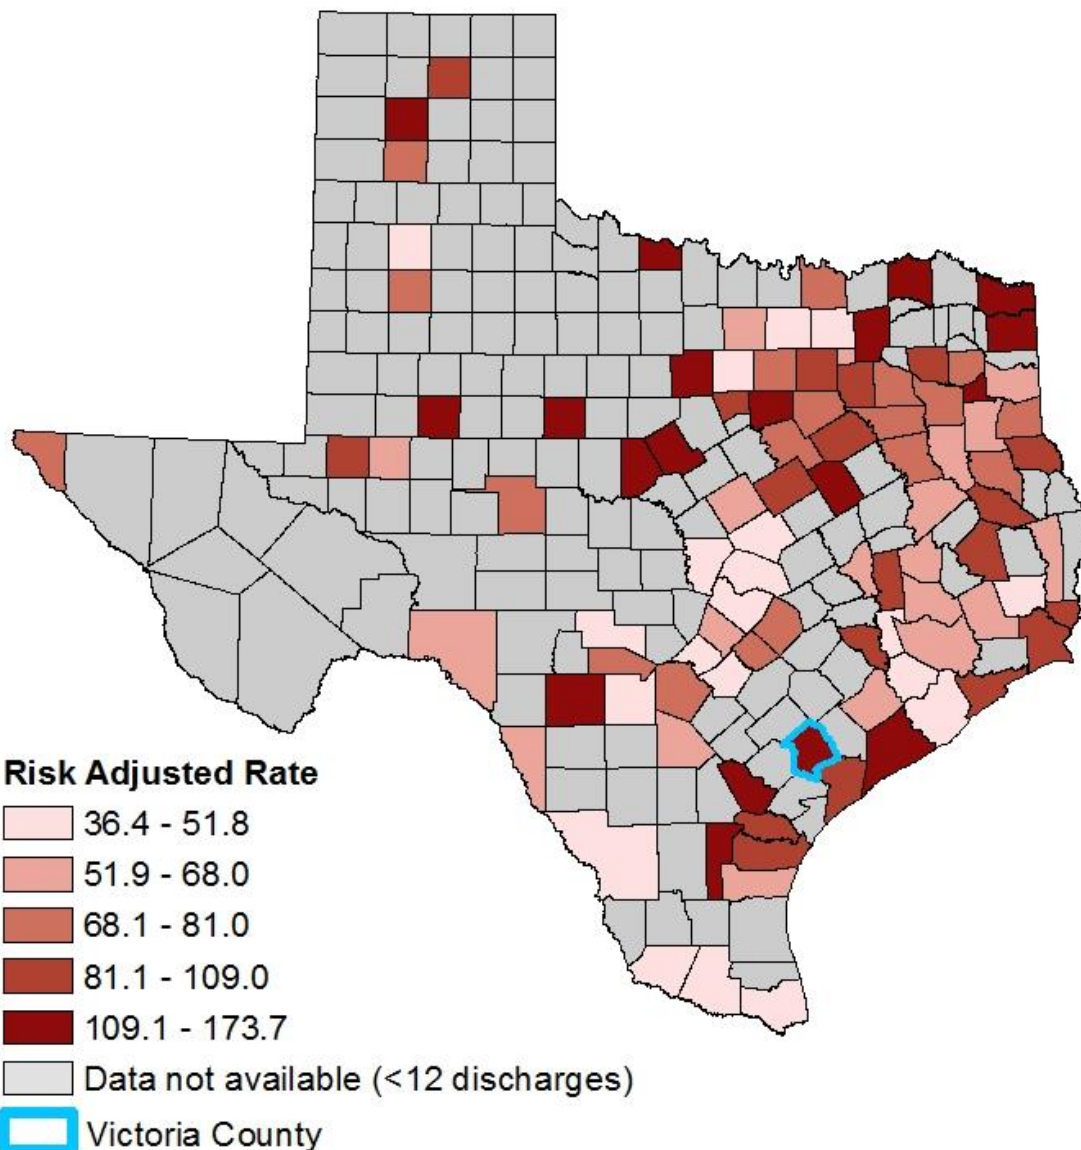 Risk Adjusted Rate
36.4 - 51.8
51.9 - 68.0
68.1 - 81.0
81.1 - 109.0
109.1 - 173.7
Data not available (<12 discharges)
Victoria County